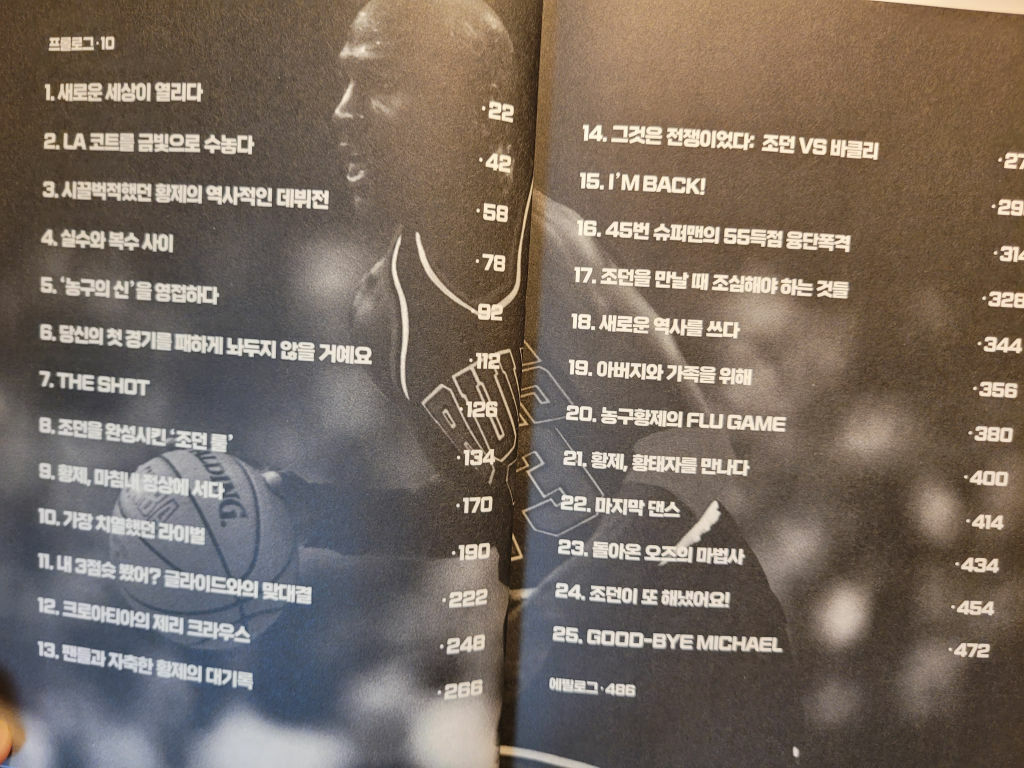 프롤로그·10
1. 새로운 세상이 열리다 ·22
2. LA 코트를 금빛으로 수놓다 ·42
3. 시끌벅적했던 황제의 역사적인 데뷔전 ·58
4. 실수와 복수 사이 ·78
5. ‘농구의 신’을 영접하다 ·92
6. 당신의 첫 경기를 패하게 놔두지 않을 거예요 ·112
7. THE SHOT ·126
8. 조던을 완성시킨 ‘조던 룰’ ·134
9. 황제, 마침내 정상에 서다 ·170
10. 가장 치열했던 라이벌 ·190
11. 내 3점슛 봤어? 글라이드와의 맞대결 ·222
12. 크로아티아의 제리 크라우스 ·248
13. 팬들과 자축한 황제의 대기록 ·266
BULLS
SPALDING
14. 그것은 전쟁이었다: 조던 VS 바클리
15. I’M BACK!
16. 45번 슈퍼맨의 55득점 융단폭격 ·314
17. 조던을 만날 때 조심해야 하는 것들 ·328
18. 새로운 역사를 쓰다 ·344
19. 아버지와 가족을 위해 ·356
20. 농구황제의 FLU GAME ·380
21. 황제, 황태자를 만나다 ·400
22. 마지막 댄스 ·414
23. 돌아온 오즈의 마법사 ·434
24. 조던이 또 해냈어요! ·454
25. GOOD-BYE MICHAEL ·472
에필로그·486